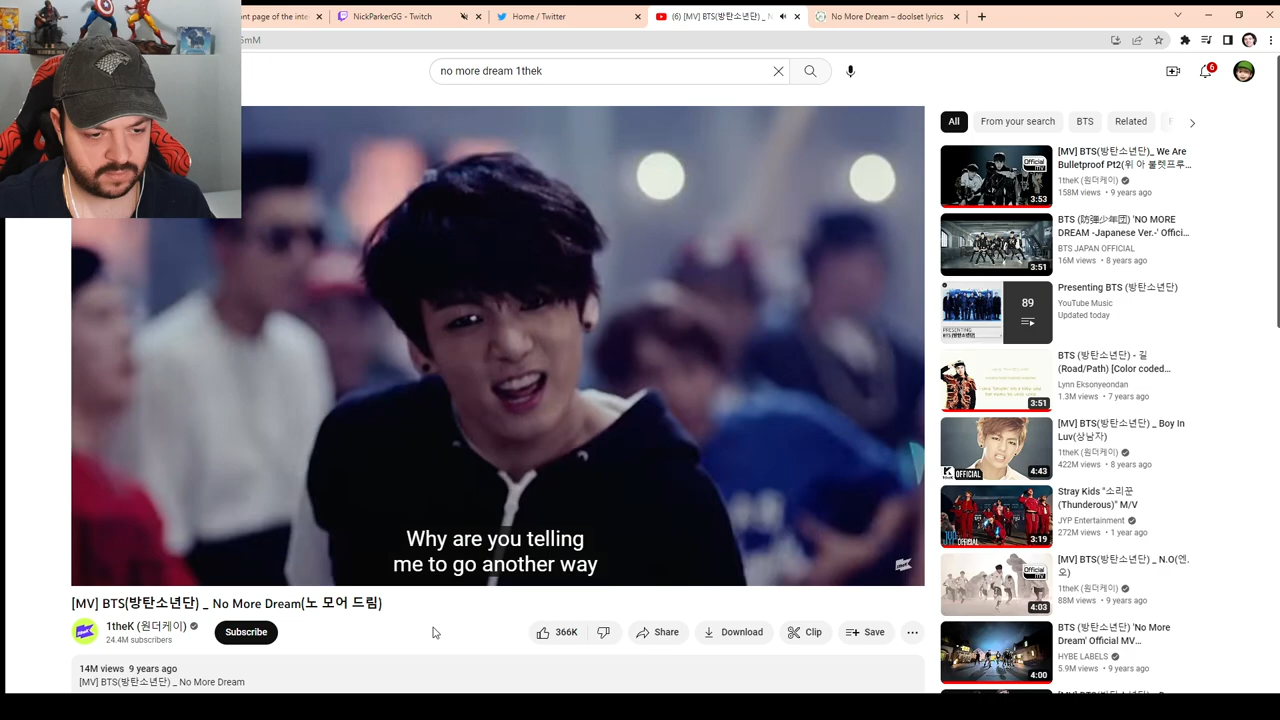 ont page of the inte
NickParkerGG - Twitch
Home / Twitter
(6) [MV] BTS(방탄소년단) _ N
No More Dream – doolset lyrics
5mM
no more dream 1thek
6
All
From your search
BTS
Related
Why are you telling
me to go another way
[MV] BTS(방탄소년단) _ No More Dream(노 모어 드림)
1theK (원더케이)
24.4M subscribers
Subscribe
366K
Share
Download
Clip
Save
14M views 9 years ago
[MV] BTS(방탄소년단) _ No More Dream
Official
MV
3:53
[MV] BTS(방탄소년단)_ We Are
Bulletproof Pt2(위 아 불렛프루...
1theK (원더케이)
158M views • 9 years ago
3:51
BTS (防弾少年団) 'NO MORE
DREAM -Japanese Ver.-' Offici...
BTS JAPAN OFFICIAL
16M views • 8 years ago
PRESENTING
89
Presenting BTS (방탄소년단)
YouTube Music
Updated today
3:51
BTS (방탄소년단) - 길
(Road/Path) [Color coded...
Lynn Eksonyeondan
1.3M views • 7 years ago
OFFICIAL
4:43
[MV] BTS(방탄소년단) _ Boy In
Luv(상남자)
1theK (원더케이)
422M views • 8 years ago
3:19
Stray Kids "소리꾼
(Thunderous)" M/V
JYP Entertainment
272M views • 1 year ago
Official
MV
4:03
[MV] BTS(방탄소년단) _ N.O(엔.
오)
1theK (원더케이)
88M views • 9 years ago
4:00
BTS (방탄소년단) 'No More
Dream' Official MV...
HYBE LABELS
5.9M views • 9 years ago